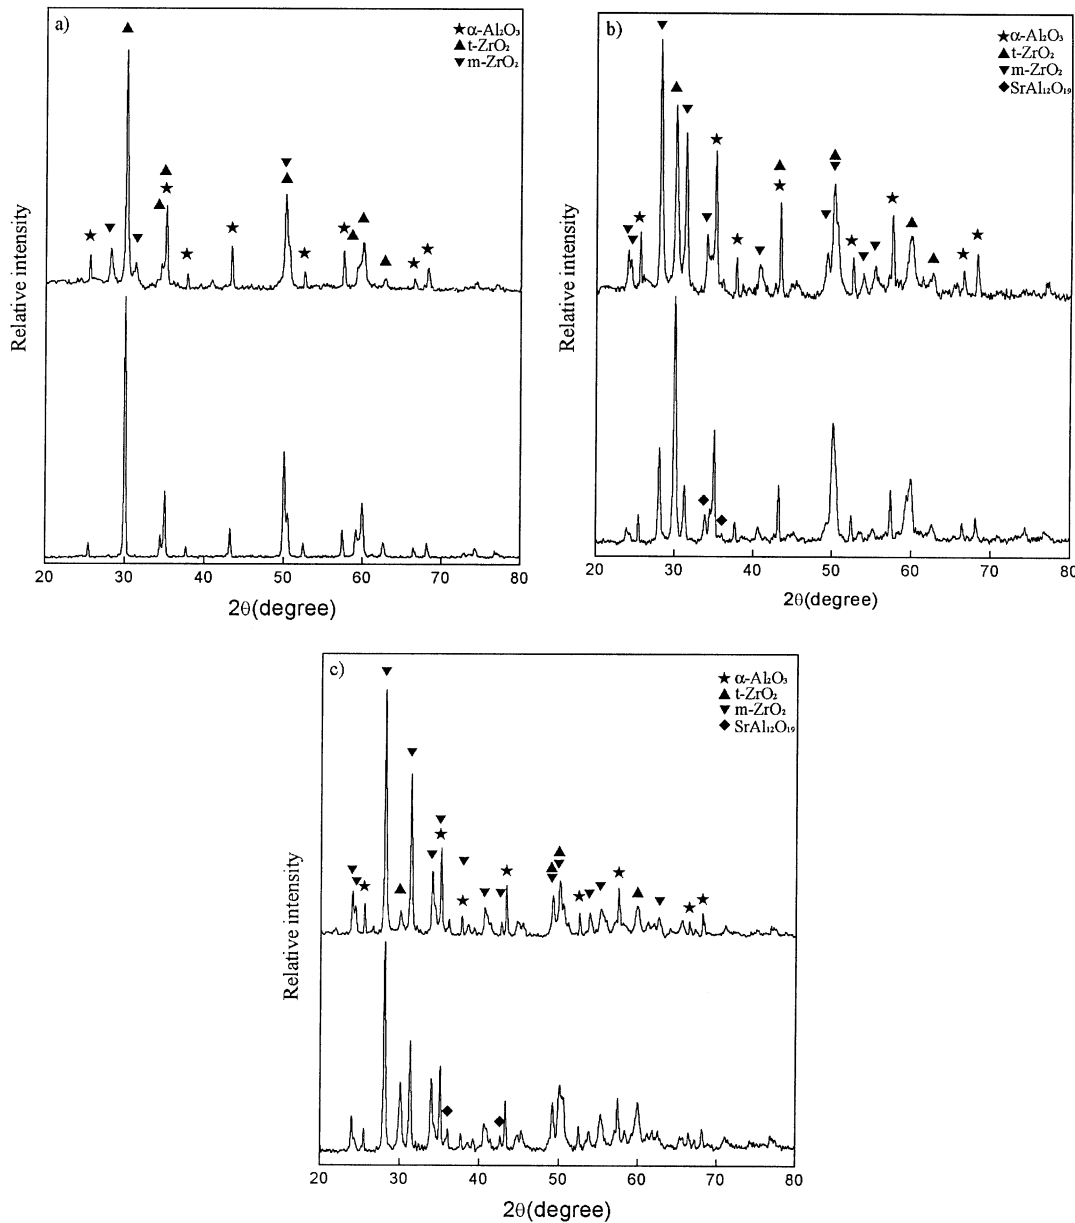 a)
★α-Al₂O₃
▲t-ZrO₂
▼m-ZrO₂
Relative intensity
20 30 40 50 60 70 80
2θ(degree)
b)
★α-Al₂O₃
▲t-ZrO₂
▼m-ZrO₂
◆SrAl₁₂O₁₉
Relative intensity
20 30 40 50 60 70 80
2θ(degree)
c)
★α-Al₂O₃
▲t-ZrO₂
▼m-ZrO₂
◆SrAl₁₂O₁₉
Relative intensity
20 30 40 50 60 70 80
2θ(degree)